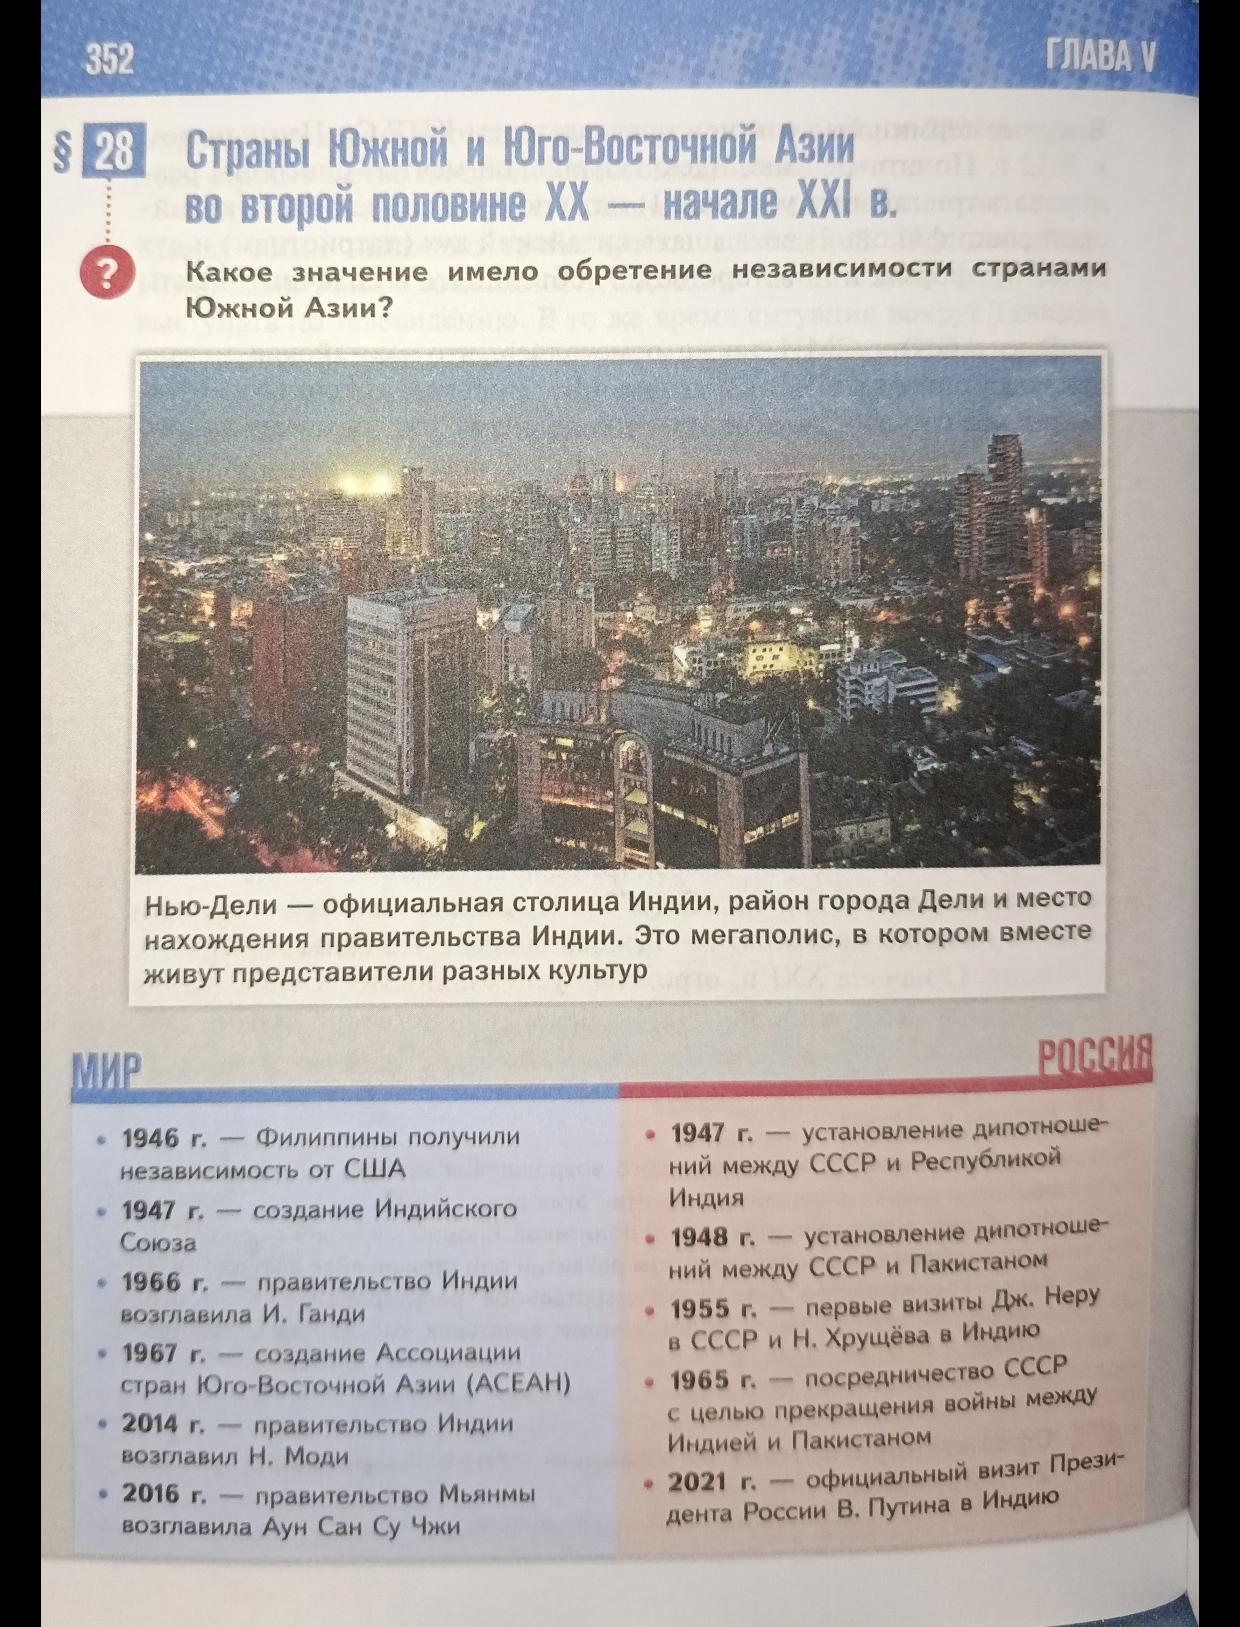 352
ГЛАВА V
§ 28 Страны Южной и Юго-Восточной Азии
во второй половине XX — начале XXI в.
?
Какое значение имело обретение независимости странами
Южной Азии?
Нью-Дели — официальная столица Индии, район города Дели и место
нахождения правительства Индии. Это мегаполис, в котором вместе
живут представители разных культур
МИР
• 1946 г. — Филиппины получили
независимость от США
• 1947 г. — создание Индийского
Союза
• 1966 г. — правительство Индии
возглавила И. Ганди
• 1967 г. — создание Ассоциации
стран Юго-Восточной Азии (АСЕАН)
• 2014 г. — правительство Индии
возглавил Н. Моди
• 2016 г. — правительство Мьянмы
возглавила Аун Сан Су Чжи
РОССИЯ
• 1947 г. — установление дипотноше-
ний между СССР и Республикой
Индия
• 1948 г. — установление дипотноше-
ний между СССР и Пакистаном
• 1955 г. — первые визиты Дж. Неру
в СССР и Н. Хрущёва в Индию
• 1965 г. — посредничество СССР
с целью прекращения войны между
Индией и Пакистаном
• 2021 г. — официальный визит Прези-
дента России В. Путина в Индию